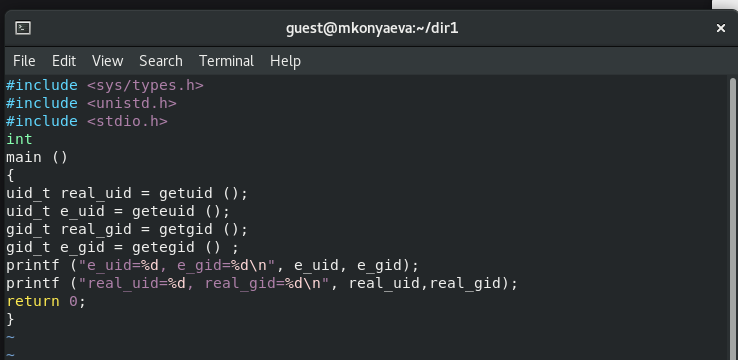 guest@mkonyaeva:~/dir1
File Edit View Search Terminal Help
#include <sys/types.h>
#include <unistd.h>
#include <stdio.h>
int
main ()
{
uid_t real_uid = getuid ();
uid_t e_uid = geteuid ();
gid_t real_gid = getgid ();
gid_t e_gid = getegid () ;
printf ("e_uid=%d, e_gid=%d\n", e_uid, e_gid);
printf ("real_uid=%d, real_gid=%d\n", real_uid,real_gid);
return 0;
}
~
~